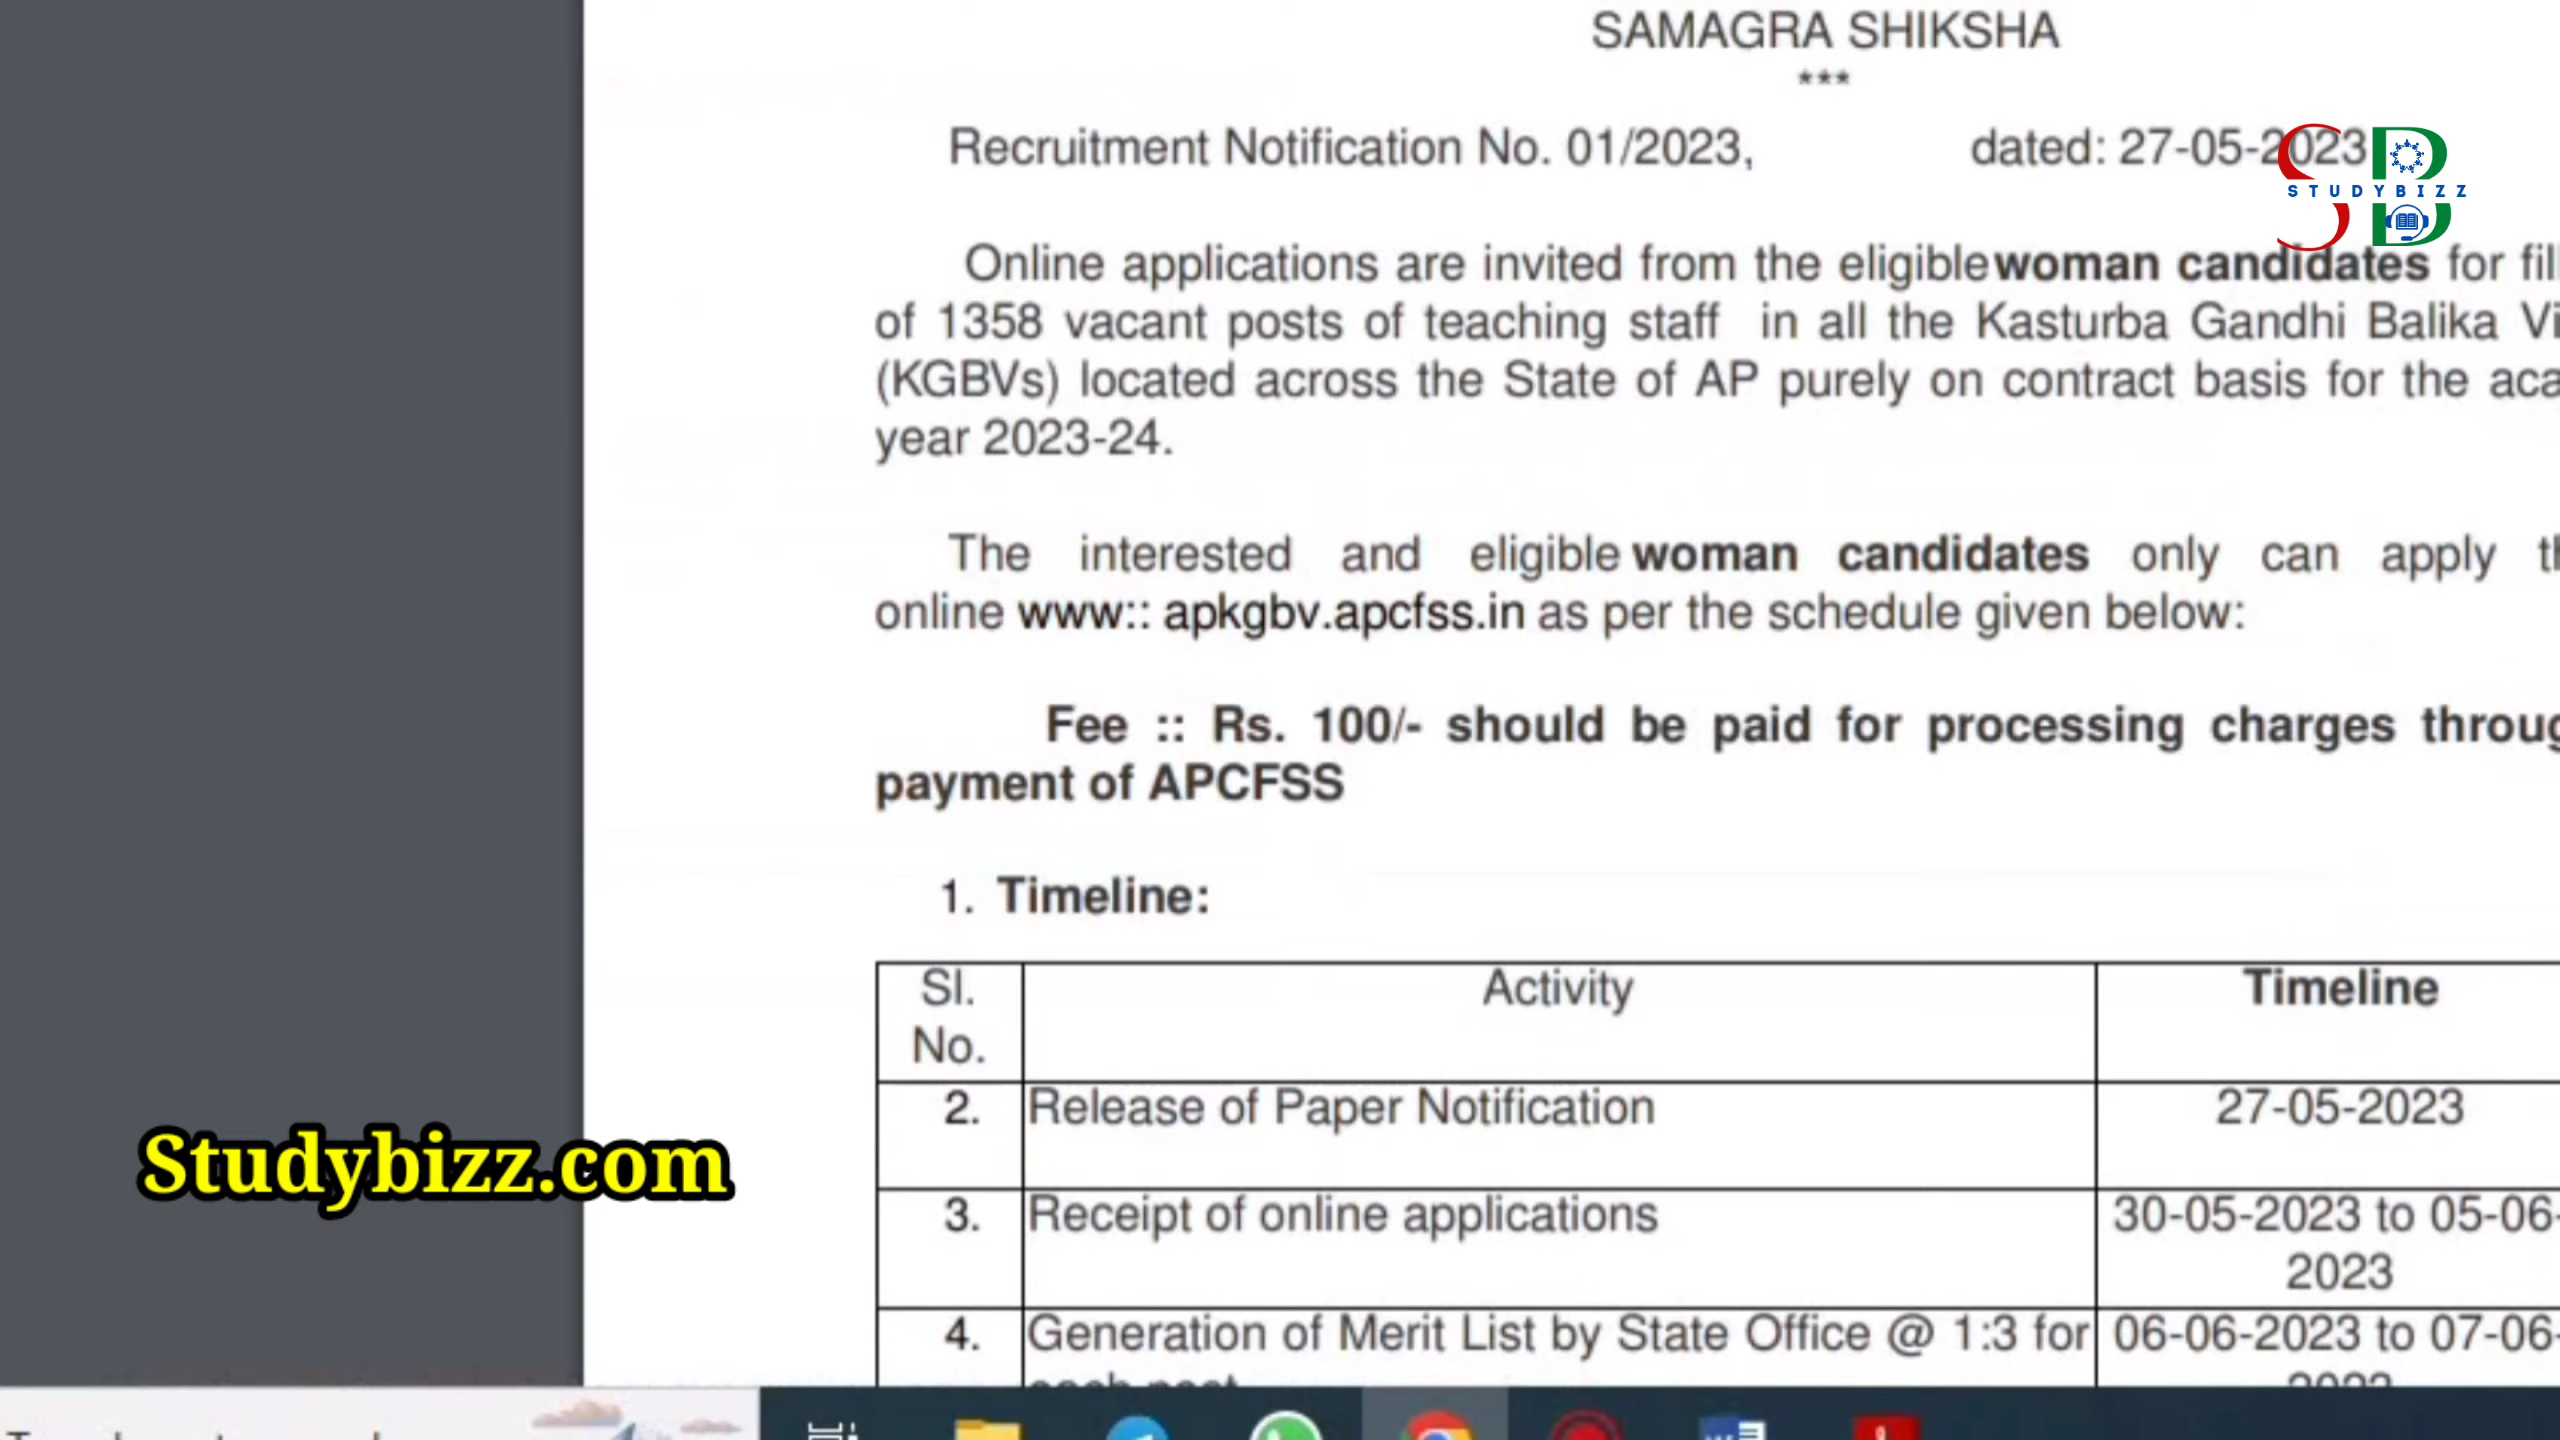 SAMAGRA SHIKSHA
***
Recruitment Notification No. 01/2023, dated: 27-05-2023
STUDYBIZZ
Online applications are invited from the eligible woman candidates for fil
of 1358 vacant posts of teaching staff in all the Kasturba Gandhi Balika Vi
(KGBVs) located across the State of AP purely on contract basis for the aca
year 2023-24.
The interested and eligible woman candidates only can apply th
online www:: apkgbv.apcfss.in as per the schedule given below:
Fee :: Rs. 100/- should be paid for processing charges throug
payment of APCFSS
1. Timeline:
Sl. No. Activity Timeline
2. Release of Paper Notification 27-05-2023
3. Receipt of online applications 30-05-2023 to 05-06-
2023
4. Generation of Merit List by State Office @ 1:3 for 06-06-2023 to 07-06-
Studybizz.com